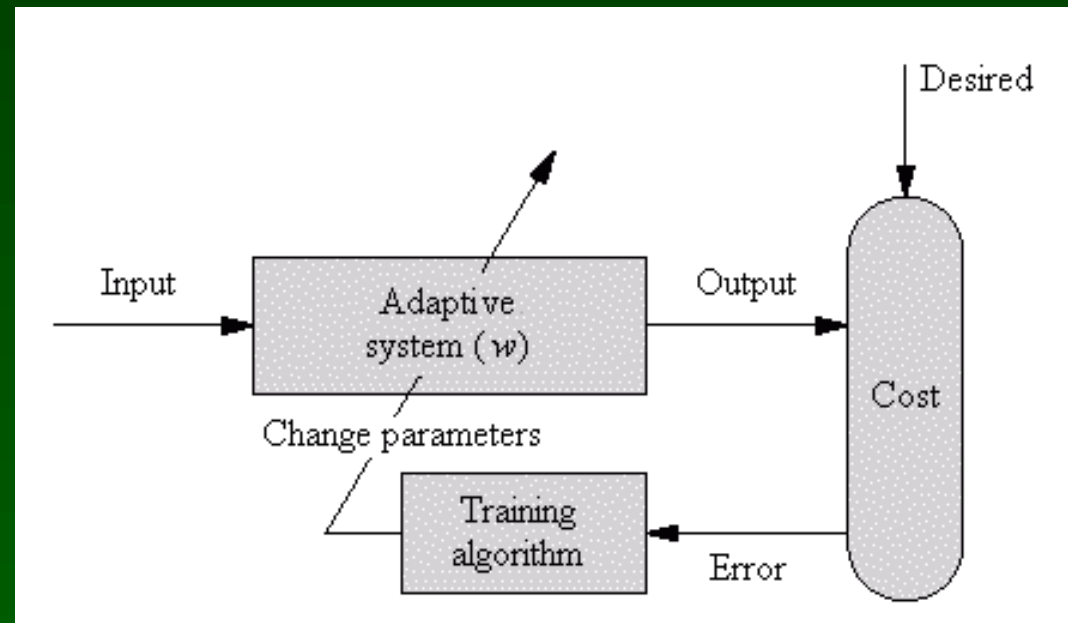 Desired
Input
Adaptive
system (w)
Output
Cost
Change parameters
Training
algorithm
Error